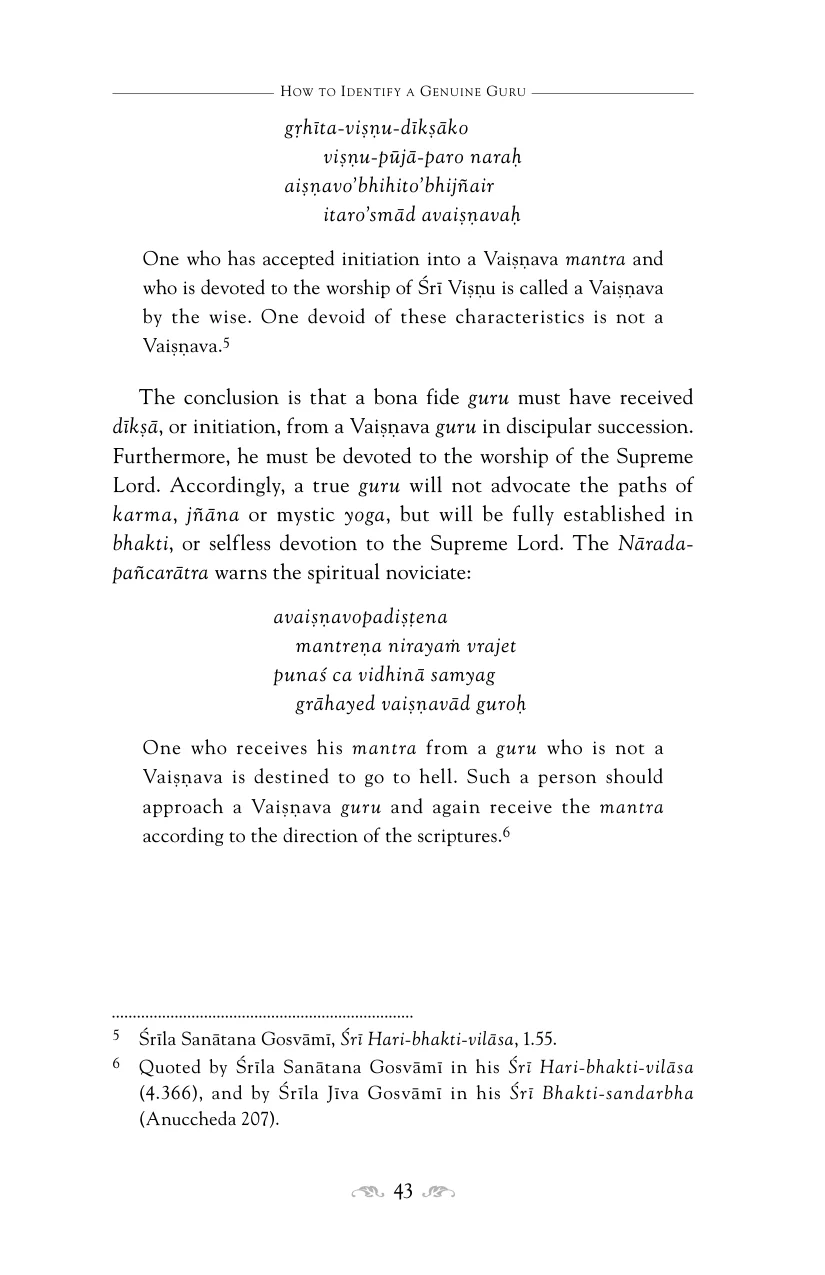 How to Identify a Genuine Guru
gṛhīta-viṣṇu-dīkṣāko
viṣṇu-pūjā-paro naraḥ
aiṣṇavo’bhihito’bhijñair
itaro’smād avaiṣṇavaḥ
One who has accepted initiation into a Vaiṣṇava mantra and
who is devoted to the worship of Śrī Viṣṇu is called a Vaiṣṇava
by the wise. One devoid of these characteristics is not a
Vaiṣṇava.5
The conclusion is that a bona fide guru must have received
dīkṣā, or initiation, from a Vaiṣṇava guru in discipular succession.
Furthermore, he must be devoted to the worship of the Supreme
Lord. Accordingly, a true guru will not advocate the paths of
karma, jñāna or mystic yoga, but will be fully established in
bhakti, or selfless devotion to the Supreme Lord. The Nārada-
pañcarātra warns the spiritual noviciate:
avaiṣṇavopadiṣṭena
mantreṇa nirayaṁ vrajet
punaś ca vidhinā samyag
grāhayed vaiṣṇavād guroḥ
One who receives his mantra from a guru who is not a
Vaiṣṇava is destined to go to hell. Such a person should
approach a Vaiṣṇava guru and again receive the mantra
according to the direction of the scriptures.6
5 Śrīla Sanātana Gosvāmī, Śrī Hari-bhakti-vilāsa, 1.55.
6 Quoted by Śrīla Sanātana Gosvāmī in his Śrī Hari-bhakti-vilāsa
(4.366), and by Śrīla Jīva Gosvāmī in his Śrī Bhakti-sandarbha
(Anuccheda 207).
43